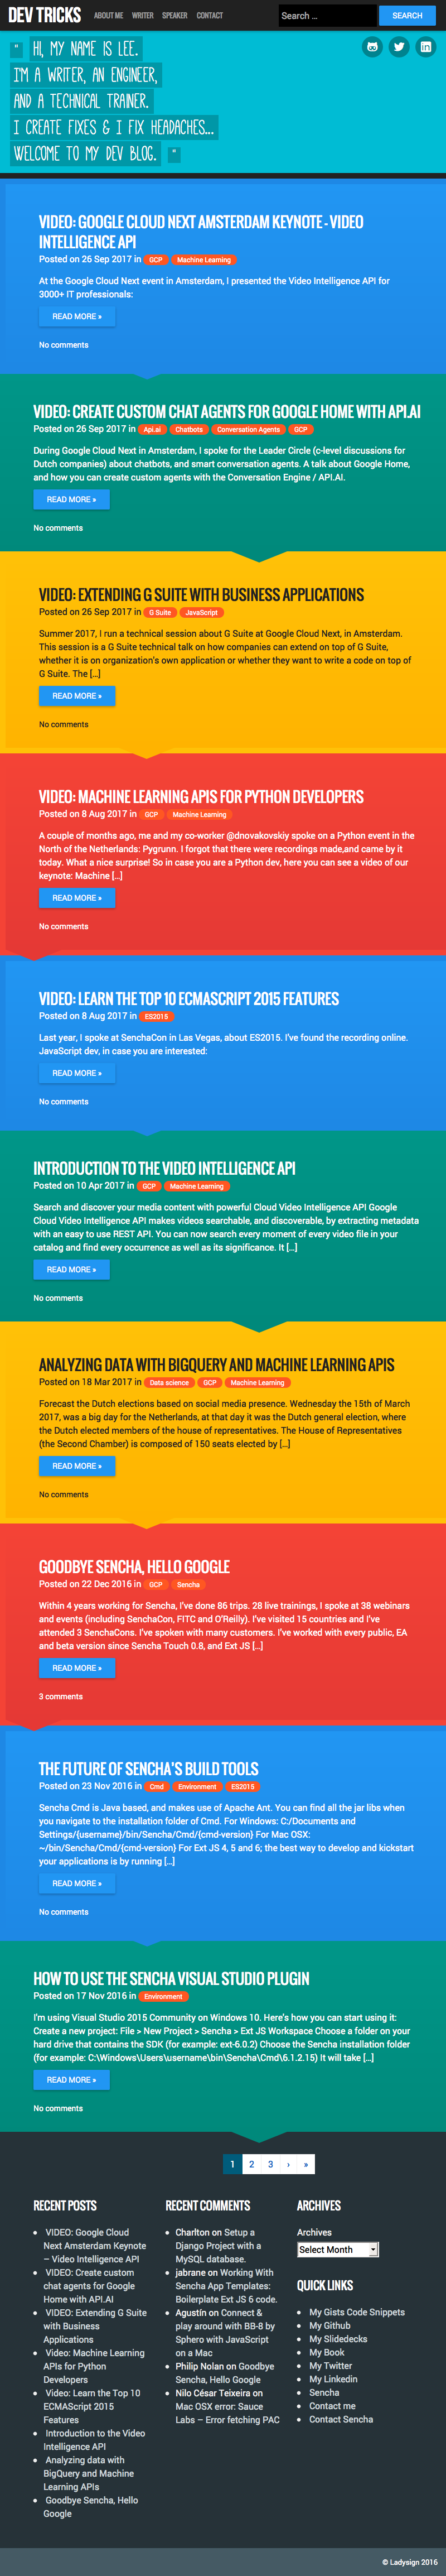 DEV TRICKS ABOUT ME WRITER SPEAKER CONTACT Search ... SEARCH
" HI, MY NAME IS LEE.
I'M A WRITER, AN ENGINEER,
AND A TECHNICAL TRAINER.
I CREATE FIXES & I FIX HEADACHES...
WELCOME TO MY DEV BLOG. "
VIDEO: GOOGLE CLOUD NEXT AMSTERDAM KEYNOTE – VIDEO
INTELLIGENCE API
Posted on 26 Sep 2017 in GCP Machine Learning
At the Google Cloud Next event in Amsterdam, I presented the Video Intelligence API for
3000+ IT professionals:
READ MORE »
No comments
VIDEO: CREATE CUSTOM CHAT AGENTS FOR GOOGLE HOME WITH API.AI
Posted on 26 Sep 2017 in Api.ai Chatbots Conversation Agents GCP
During Google Cloud Next in Amsterdam, I spoke for the Leader Circle (c-level discussions for
Dutch companies) about chatbots, and smart conversation agents. A talk about Google Home,
and how you can create custom agents with the Conversation Engine / API.AI.
READ MORE »
No comments
VIDEO: EXTENDING G SUITE WITH BUSINESS APPLICATIONS
Posted on 26 Sep 2017 in G Suite JavaScript
Summer 2017, I run a technical session about G Suite at Google Cloud Next, in Amsterdam.
This session is a G Suite technical talk on how companies can extend on top of G Suite,
whether it is on organization's own application or whether they want to write a code on top of
G Suite. The [...]
READ MORE »
No comments
VIDEO: MACHINE LEARNING APIS FOR PYTHON DEVELOPERS
Posted on 8 Aug 2017 in GCP Machine Learning
A couple of months ago, me and my co-worker @dnovakovskiy spoke on a Python event in the
North of the Netherlands: Pygrunn. I forgot that there were recordings made,and came by it
today. What a nice surprise! So in case you are a Python dev, here you can see a video of our
keynote: Machine [...]
READ MORE »
No comments
VIDEO: LEARN THE TOP 10 ECMASCRIPT 2015 FEATURES
Posted on 8 Aug 2017 in ES2015
Last year, I spoke at SenchaCon in Las Vegas, about ES2015. I've found the recording online.
JavaScript dev, in case you are interested:
READ MORE »
No comments
INTRODUCTION TO THE VIDEO INTELLIGENCE API
Posted on 10 Apr 2017 in GCP Machine Learning
Search and discover your media content with powerful Cloud Video Intelligence API Google
Cloud Video Intelligence API makes videos searchable, and discoverable, by extracting metadata
with an easy to use REST API. You can now search every moment of every video file in your
catalog and find every occurrence as well as its significance. It [...]
READ MORE »
No comments
ANALYZING DATA WITH BIGQUERY AND MACHINE LEARNING APIS
Posted on 18 Mar 2017 in Data science GCP Machine Learning
Forecast the Dutch elections based on social media presence. Wednesday the 15th of March
2017, was a big day for the Netherlands, at that day it was the Dutch general election, where
the Dutch elected members of the house of representatives. The House of Representatives
(the Second Chamber) is composed of 150 seats elected by [...]
READ MORE »
No comments
GOODBYE SENCHA, HELLO GOOGLE
Posted on 22 Dec 2016 in GCP Sencha
Within 4 years working for Sencha, I've done 86 trips. 28 live trainings, I spoke at 38 webinars
and events (including SenchaCon, FITC and O'Reilly). I've visited 15 countries and I've
attended 3 SenchaCons. I've spoken with many customers. I've worked with every public, EA
and beta version since Sencha Touch 0.8, and Ext JS [...]
READ MORE »
3 comments
THE FUTURE OF SENCHA'S BUILD TOOLS
Posted on 23 Nov 2016 in Cmd Environment ES2015
Sencha Cmd is Java based, and makes use of Apache Ant. You can find all the jar libs when
you navigate to the installation folder of Cmd. For Windows: C:/Documents and
Settings/{username}/bin/Sencha/Cmd/{cmd-version} For Mac OSX:
~/bin/Sencha/Cmd/{cmd-version} For Ext JS 4, 5 and 6; the best way to develop and kickstart
your applications is by running [...]
READ MORE »
No comments
HOW TO USE THE SENCHA VISUAL STUDIO PLUGIN
Posted on 17 Nov 2016 in Environment
I'm using Visual Studio 2015 Community on Windows 10. Here's how you can start using it:
Create a new project: File > New Project > Sencha > Ext JS Workspace Choose a folder on your
hard drive that contains the SDK (for example: ext-6.0.2) Choose the Sencha installation folder
(for example: C:\Windows\Users\username\bin\Sencha\Cmd\6.1.2.15) It will take [...]
READ MORE »
No comments
1 2 3 › »
RECENT POSTS
VIDEO: Google Cloud
Next Amsterdam Keynote
– Video Intelligence API
VIDEO: Create custom
chat agents for Google
Home with API.AI
VIDEO: Extending G Suite
with Business
Applications
Video: Machine Learning
APIs for Python
Developers
Video: Learn the Top 10
ECMAScript 2015
Features
Introduction to the Video
Intelligence API
Analyzing data with
BigQuery and Machine
Learning APIs
Goodbye Sencha, Hello
Google
RECENT COMMENTS
Charlton on Setup a
Django Project with a
MySQL database.
jabrane on Working With
Sencha App Templates:
Boilerplate Ext JS 6 code.
Agustín on Connect &
play around with BB-8 by
Sphero with JavaScript
on a Mac
Philip Nolan on Goodbye
Sencha, Hello Google
Nilo César Teixeira on
Mac OSX error: Sauce
Labs – Error fetching PAC
ARCHIVES
Archives
Select Month
QUICK LINKS
My Gists Code Snippets
My Github
My Slidedecks
My Book
My Twitter
My Linkedin
Sencha
Contact me
Contact Sencha
© Ladysign 2016